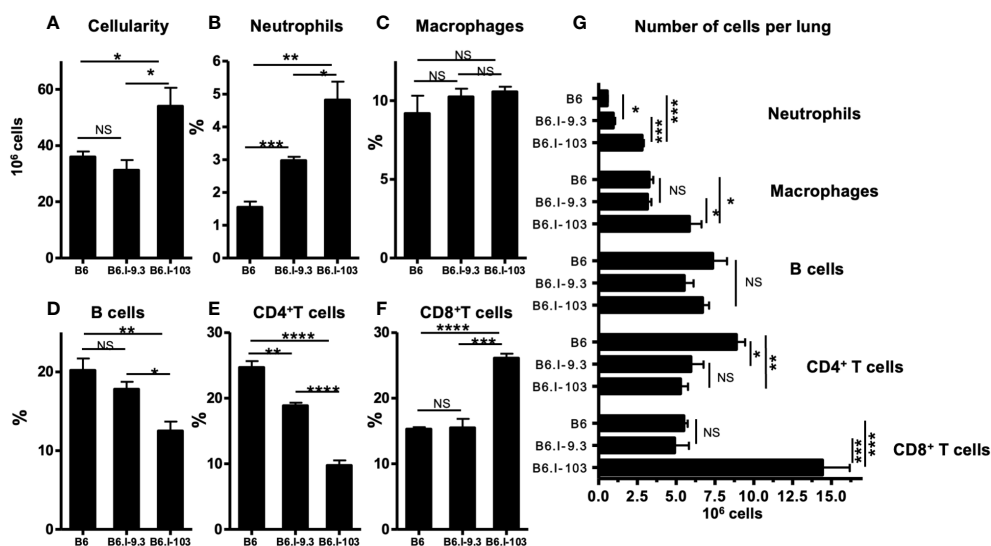 A Cellularity
10⁶ cells
60
40
20
0
*
*
NS
B6 B6.I-9.3 B6.I-103
B Neutrophils
%
6
5
4
3
2
1
0
**
*
***
B6 B6.I-9.3 B6.I-103
C Macrophages
%
10
5
0
NS
NS NS
B6 B6.I-9.3 B6.I-103
D B cells
%
20
10
0
**
NS
*
B6 B6.I-9.3 B6.I-103
E CD4⁺T cells
%
30
20
10
0
****
**
****
B6 B6.I-9.3 B6.I-103
F CD8⁺T cells
%
30
20
10
0
****
***
NS
B6 B6.I-9.3 B6.I-103
G Number of cells per lung
B6
B6.I-9.3
B6.I-103
*
***
***
Neutrophils
B6
B6.I-9.3
B6.I-103
NS
*
*
Macrophages
B6
B6.I-9.3
B6.I-103
NS
B cells
B6
B6.I-9.3
B6.I-103
*
NS
**
CD4⁺ T cells
B6
B6.I-9.3
B6.I-103
NS
***
***
CD8⁺ T cells
0.0 2.5 5.0 7.5 10.0 12.5 15.0
10⁶ cells